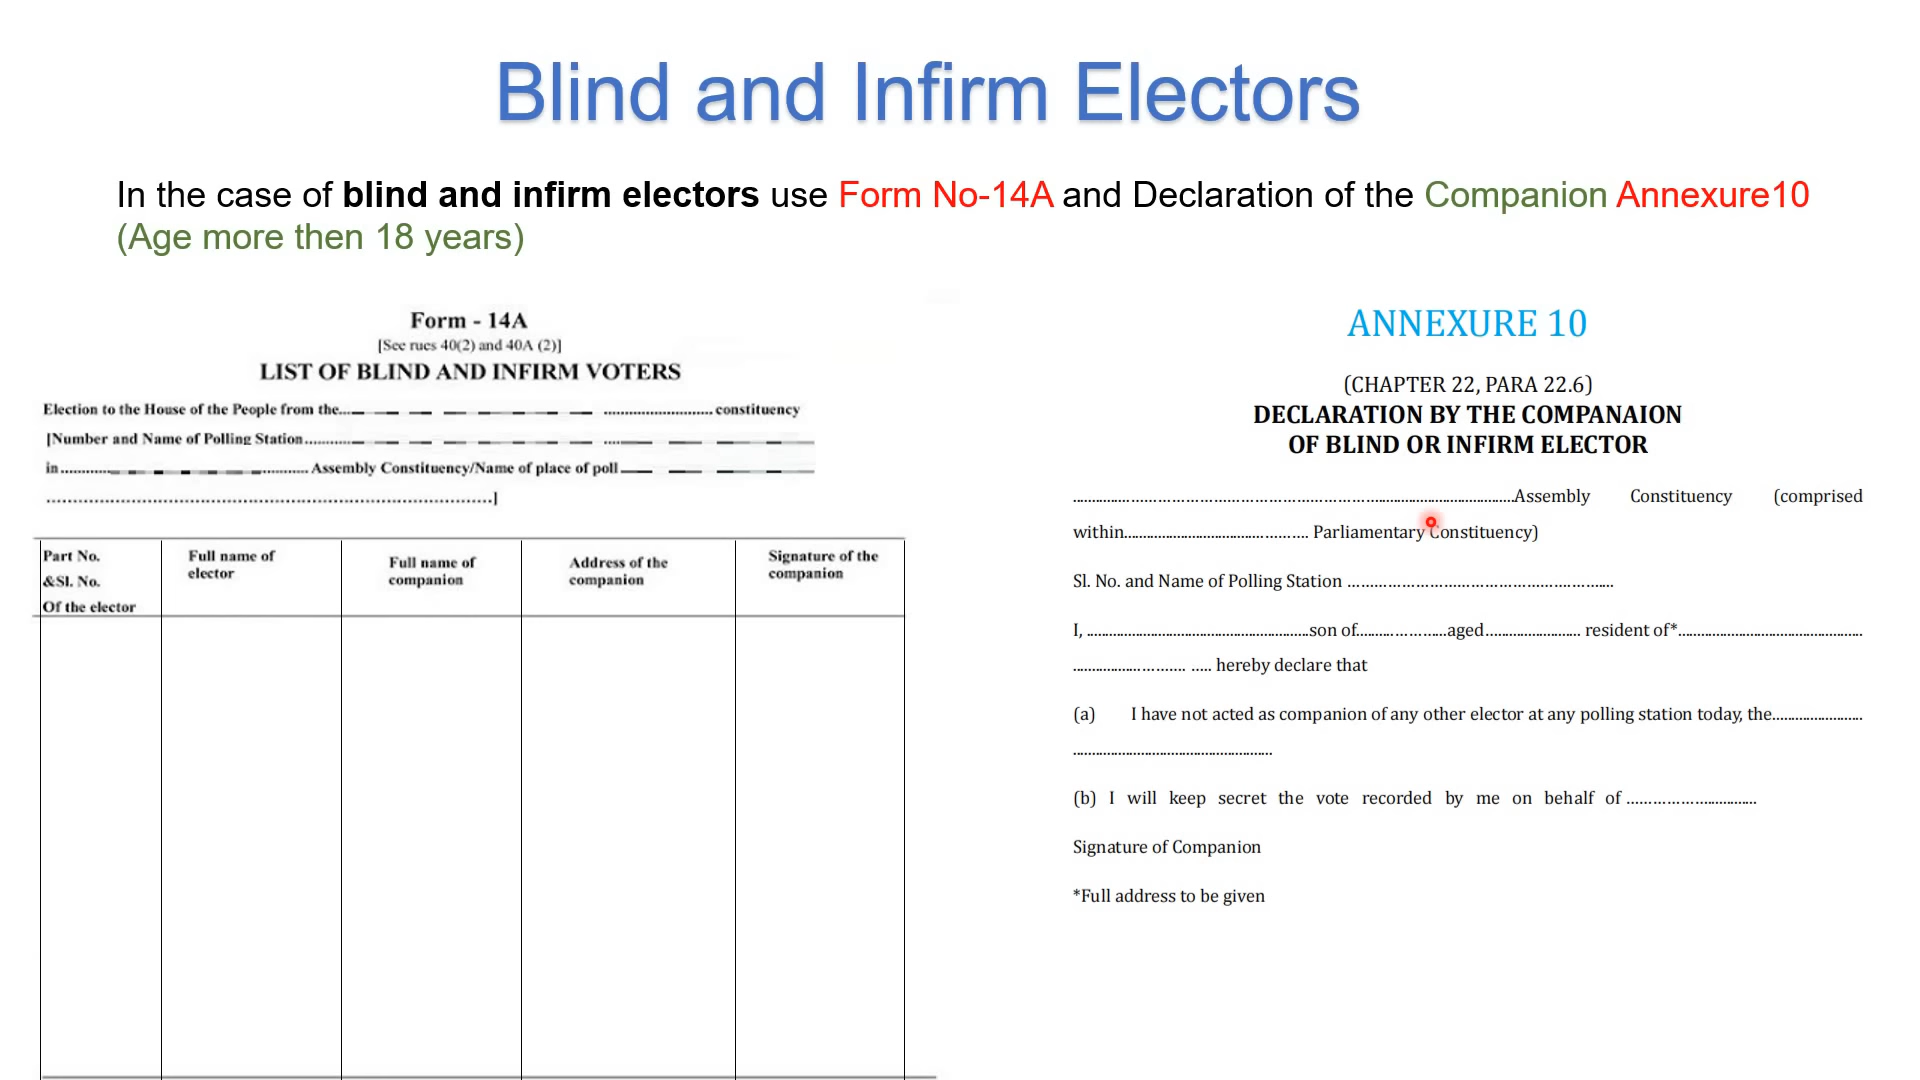 Blind and Infirm Electors
In the case of blind and infirm electors use Form No-14A and Declaration of the Companion Annexure10
(Age more then 18 years)
Form - 14A
[See rues 40(2) and 40A (2)]
LIST OF BLIND AND INFIRM VOTERS
Election to the House of the People from the.................................... constituency
[Number and Name of Polling Station....................................
in.................................... Assembly Constituency/Name of place of poll
....................................................................................]
Part No.
&Sl. No.
Of the elector
Full name of
elector
Full name of
companion
Address of the
companion
Signature of the
companion
ANNEXURE 10
(CHAPTER 22, PARA 22.6)
DECLARATION BY THE COMPANAION
OF BLIND OR INFIRM ELECTOR
....................................Assembly Constituency (comprised
within.................................... Parliamentary Constituency)
Sl. No. and Name of Polling Station ....................................
I, ....................................son of....................aged.................... resident of*....................................
.......................... ..... hereby declare that
(a) I have not acted as companion of any other elector at any polling station today, the........................
....................................................
(b) I will keep secret the vote recorded by me on behalf of ....................................
Signature of Companion
*Full address to be given